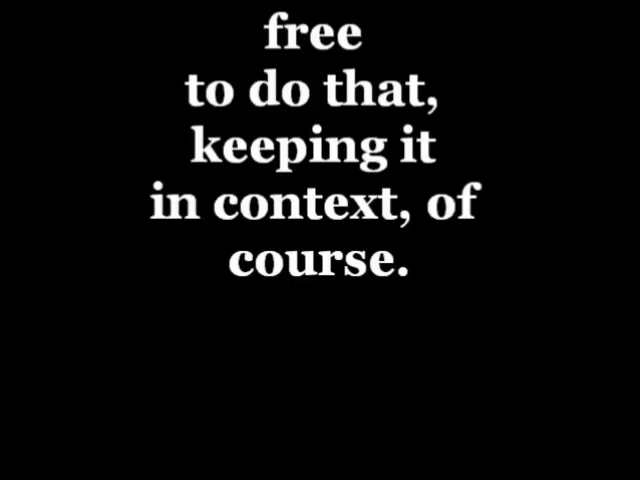 free
to do that,
keeping it
in context, of
course.